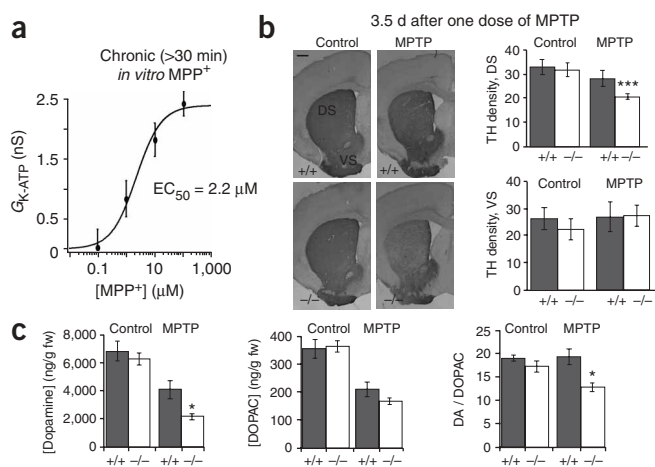 a
Chronic (>30 min)
in vitro MPP+
2.5
2.0
1.5
0.5
0
G K-ATP (nS)
EC50 = 2.2 μM
0.1 1 10 100 1,000
[MPP+] (μM)
b
3.5 d after one dose of MPTP
Control MPTP
DS
VS
+/+ +/+
–/– –/–
Control MPTP
TH density, DS
40
30
20
10
0
***
+/+ –/– +/+ –/–
Control MPTP
TH density, VS
40
30
20
10
0
+/+ –/– +/+ –/–
c
Control MPTP
[Dopamine] (ng/g fw)
8,000
6,000
4,000
2,000
0
*
+/+ –/– +/+ –/–
Control MPTP
[DOPAC] (ng/g fw)
400
300
200
0
+/+ –/– +/+ –/–
Control MPTP
DA / DOPAC
25
20
15
10
5
0
*
+/+ –/– +/+ –/–